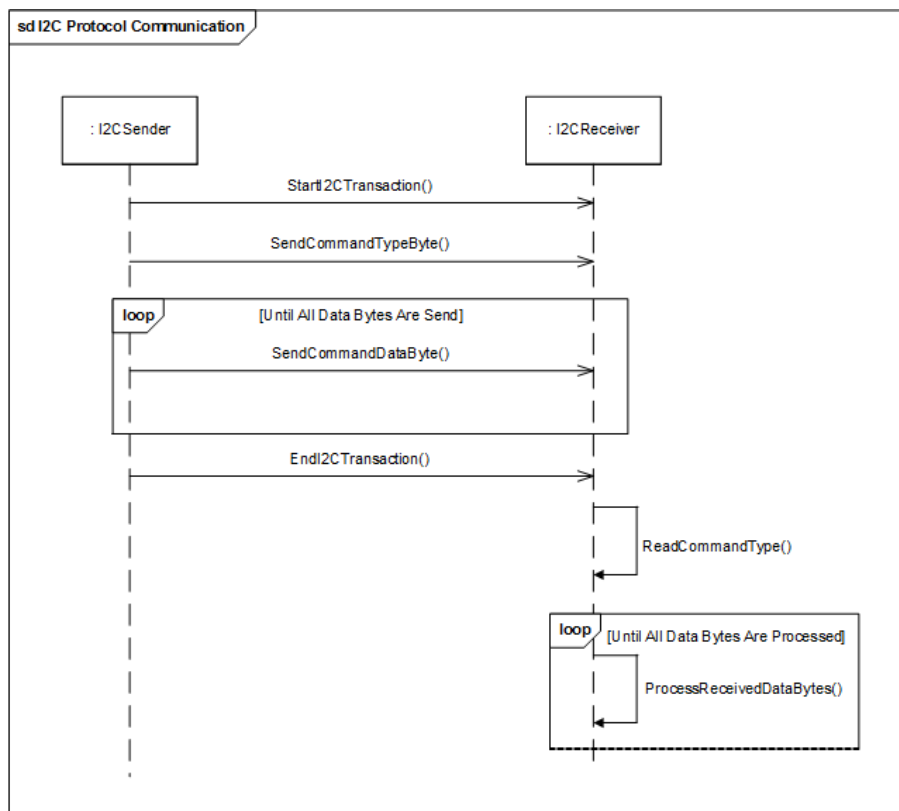 sd I2C Protocol Communication
: I2CSender
: I2CReceiver
StartI2CTransaction()
SendCommandTypeByte()
loop
[Until All Data Bytes Are Send]
SendCommandDataByte()
EndI2CTransaction()
ReadCommandType()
loop
[Until All Data Bytes Are Processed]
ProcessReceivedDataBytes()